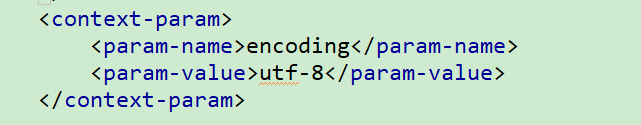 <context-param>
    <param-name>encoding</param-name>
    <param-value>utf-8</param-value>
</context-param>